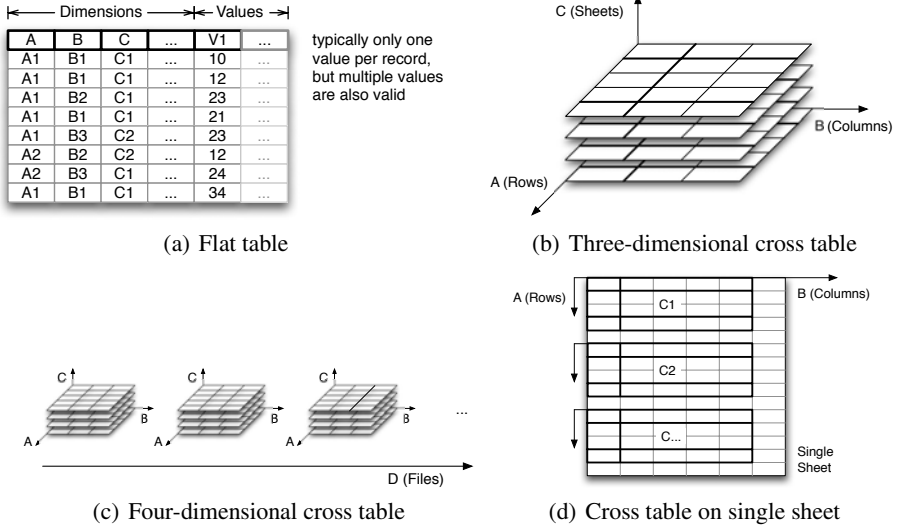 Dimensions Values
A B C ... V1 ...
A1 B1 C1 ... 10 ...
A1 B1 C1 ... 12 ...
A1 B2 C1 ... 23 ...
A1 B1 C1 ... 21 ...
A1 B3 C2 ... 23 ...
A2 B2 C2 ... 12 ...
A2 B3 C1 ... 24 ...
A1 B1 C1 ... 34 ...
typically only one
value per record,
but multiple values
are also valid
(a) Flat table
C (Sheets)
B (Columns)
A (Rows)
(b) Three-dimensional cross table
C C C
B B B ...
A A A
D (Files)
(c) Four-dimensional cross table
A (Rows)
B (Columns)
C1
C2
C...
Single
Sheet
(d) Cross table on single sheet